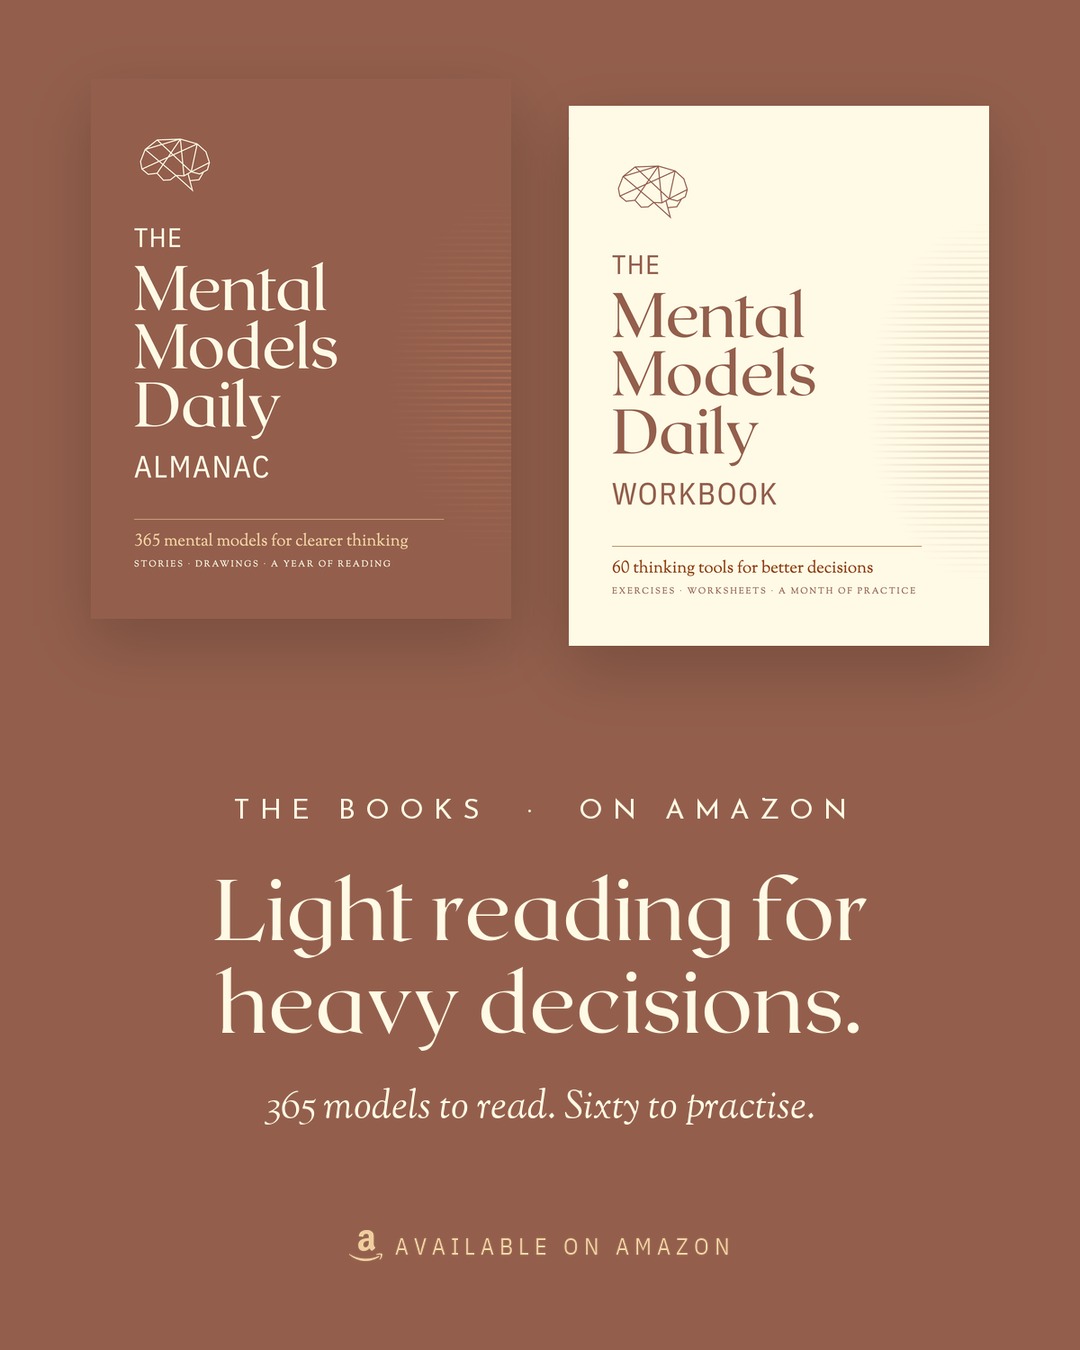 THE
Mental
Models
Daily
ALMANAC
365 mental models for clearer thinking
STORIES · DRAWINGS · A YEAR OF READING
THE
Mental
Models
Daily
WORKBOOK
60 thinking tools for better decisions
EXERCISES · WORKSHEETS · A MONTH OF PRACTICE
THE BOOKS · ON AMAZON
Light reading for
heavy decisions.
365 models to read. Sixty to practise.
a AVAILABLE ON AMAZON